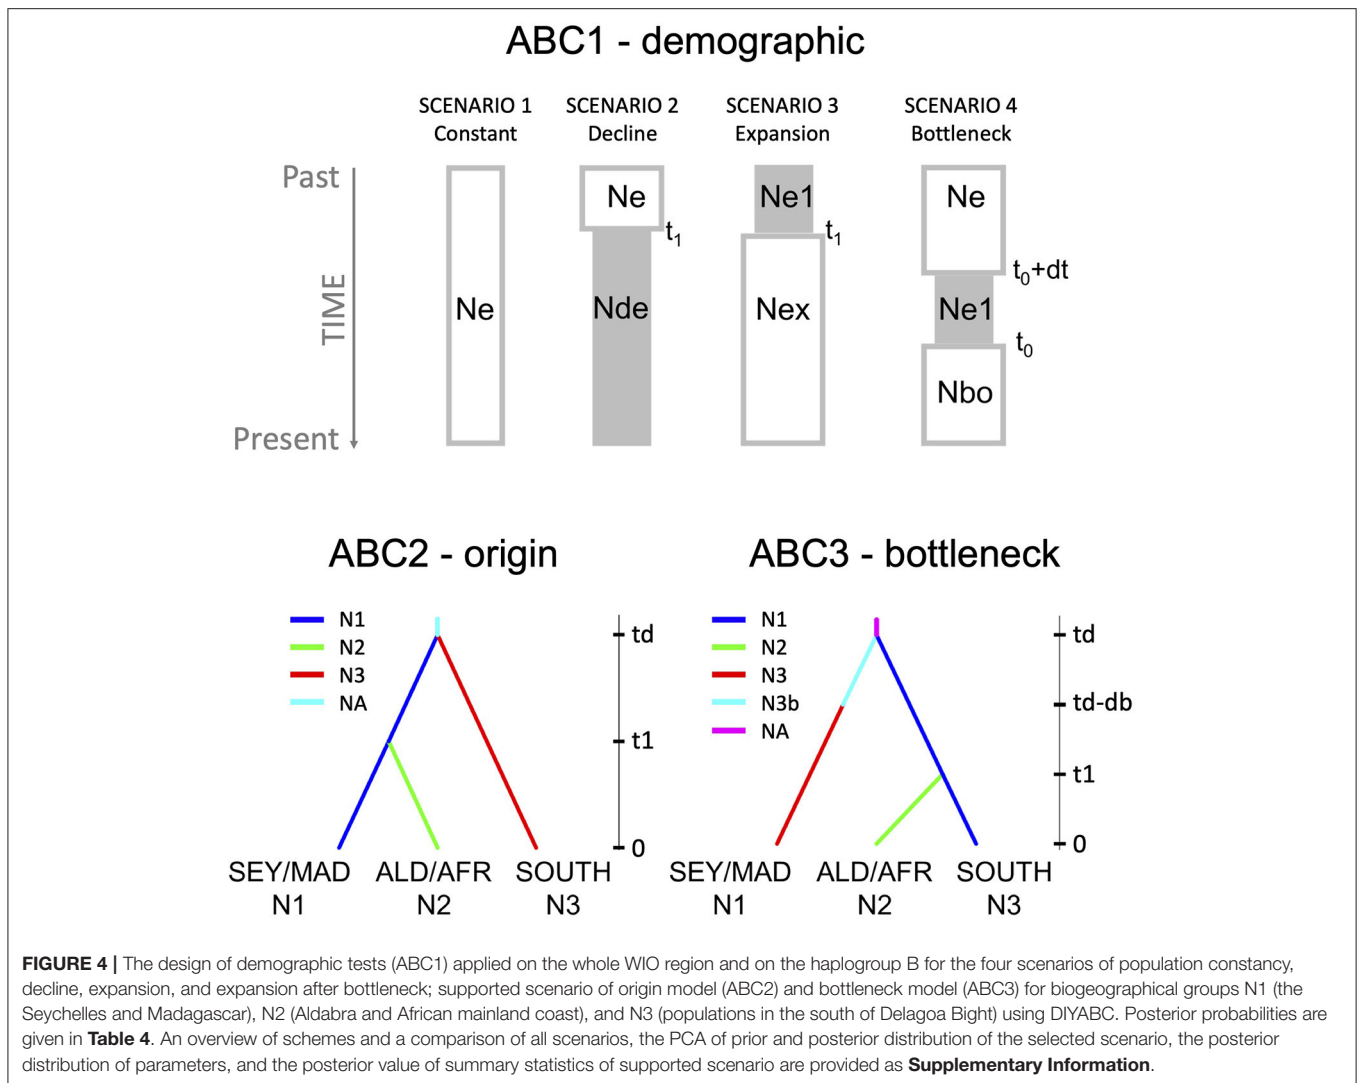 ABC1 - demographic
SCENARIO 1
Constant
SCENARIO 2
Decline
SCENARIO 3
Expansion
SCENARIO 4
Bottleneck
Past
TIME
Present
Ne
Ne
t1
Nde
Ne1
t1
Nex
Ne
t0+dt
Ne1
t0
Nbo
ABC2 - origin
N1
N2
N3
NA
td
t1
0
SEY/MAD ALD/AFR SOUTH
N1 N2 N3
ABC3 - bottleneck
N1
N2
N3
N3b
NA
td
td-db
t1
0
SEY/MAD ALD/AFR SOUTH
N1 N2 N3
FIGURE 4 | The design of demographic tests (ABC1) applied on the whole WIO region and on the haplogroup B for the four scenarios of population constancy,
decline, expansion, and expansion after bottleneck; supported scenario of origin model (ABC2) and bottleneck model (ABC3) for biogeographical groups N1 (the
Seychelles and Madagascar), N2 (Aldabra and African mainland coast), and N3 (populations in the south of Delagoa Bight) using DIYABC. Posterior probabilities are
given in Table 4. An overview of schemes and a comparison of all scenarios, the PCA of prior and posterior distribution of the selected scenario, the posterior
distribution of parameters, and the posterior value of summary statistics of supported scenario are provided as Supplementary Information.